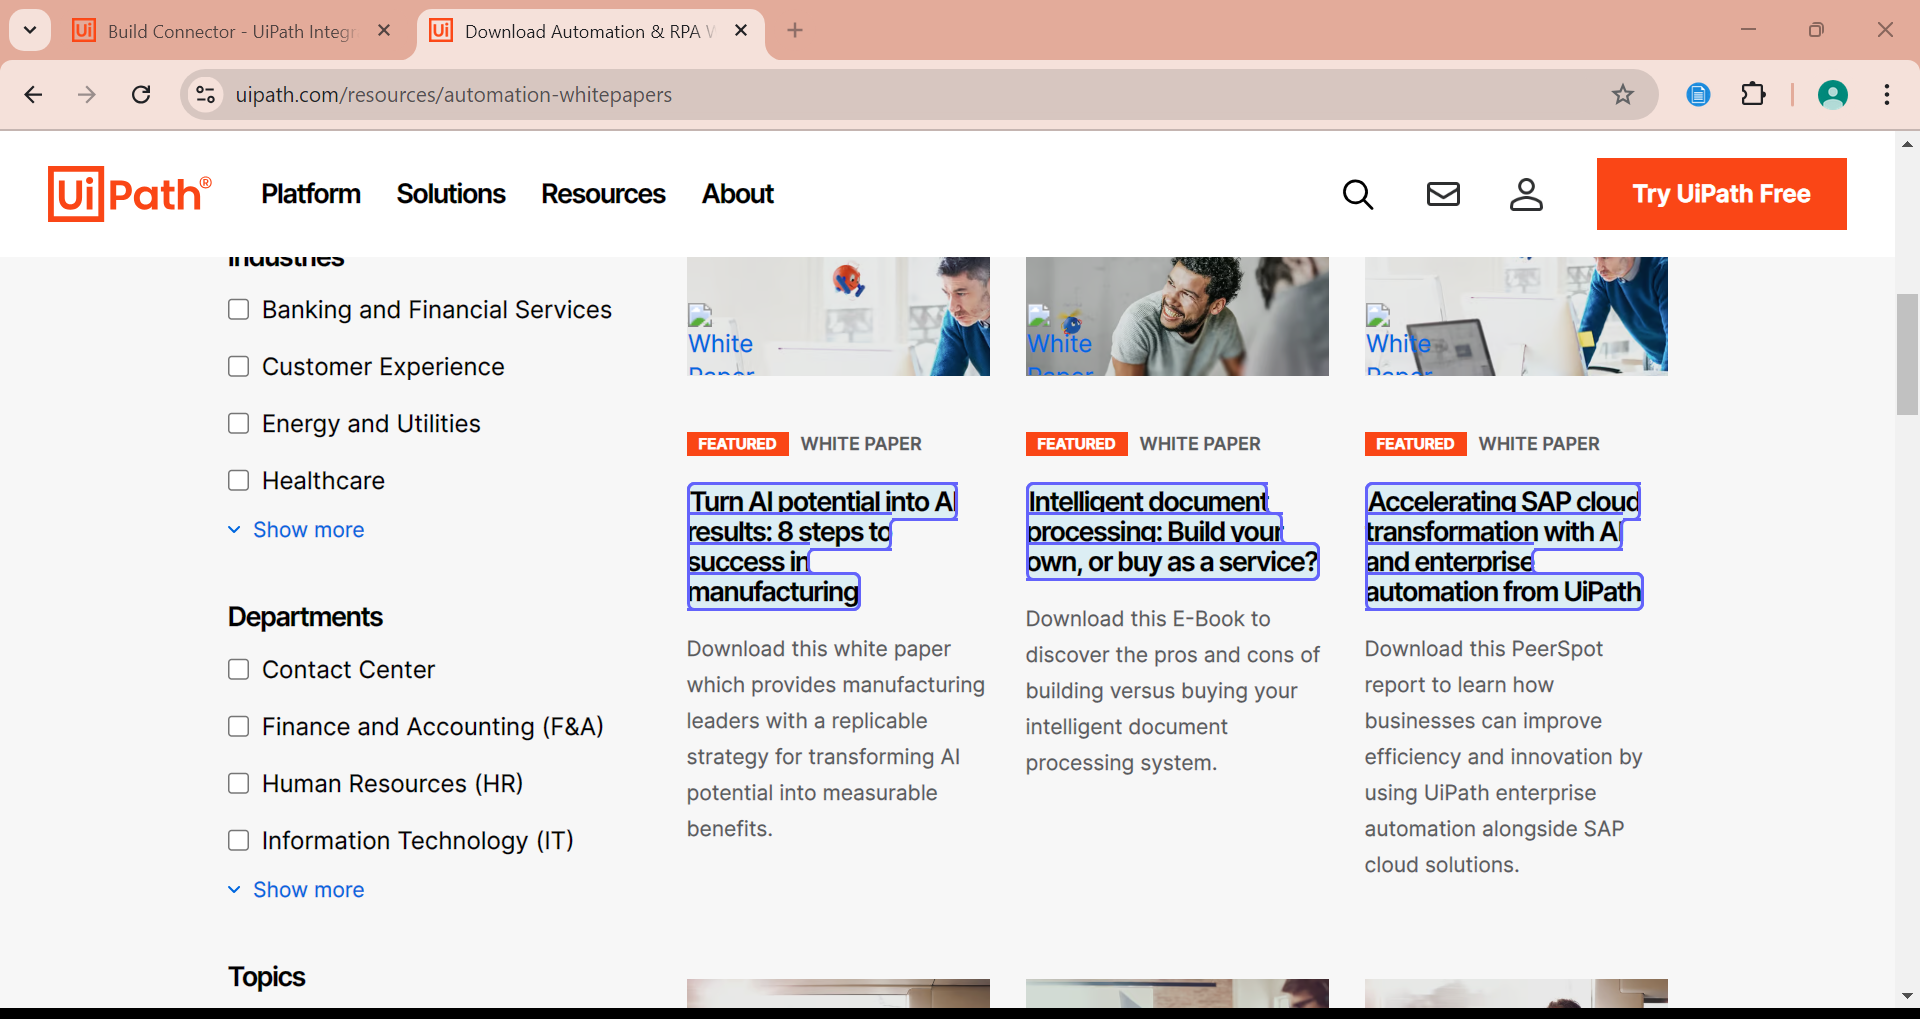 Build Connector - UiPath Integr
Download Automation & RPA W
uipath.com/resources/automation-whitepapers
UiPath®
Platform
Solutions
Resources
About
Try UiPath Free
Industries
Banking and Financial Services
Customer Experience
Energy and Utilities
Healthcare
Show more
Departments
Contact Center
Finance and Accounting (F&A)
Human Resources (HR)
Information Technology (IT)
Show more
Topics
White
Paper
FEATURED WHITE PAPER
Turn AI potential into AI
results: 8 steps to
success in
manufacturing
Download this white paper
which provides manufacturing
leaders with a replicable
strategy for transforming AI
potential into measurable
benefits.
White
Paper
FEATURED WHITE PAPER
Intelligent document
processing: Build your
own, or buy as a service?
Download this E-Book to
discover the pros and cons of
building versus buying your
intelligent document
processing system.
White
Paper
FEATURED WHITE PAPER
Accelerating SAP cloud
transformation with AI
and enterprise
automation from UiPath
Download this PeerSpot
report to learn how
businesses can improve
efficiency and innovation by
using UiPath enterprise
automation alongside SAP
cloud solutions.